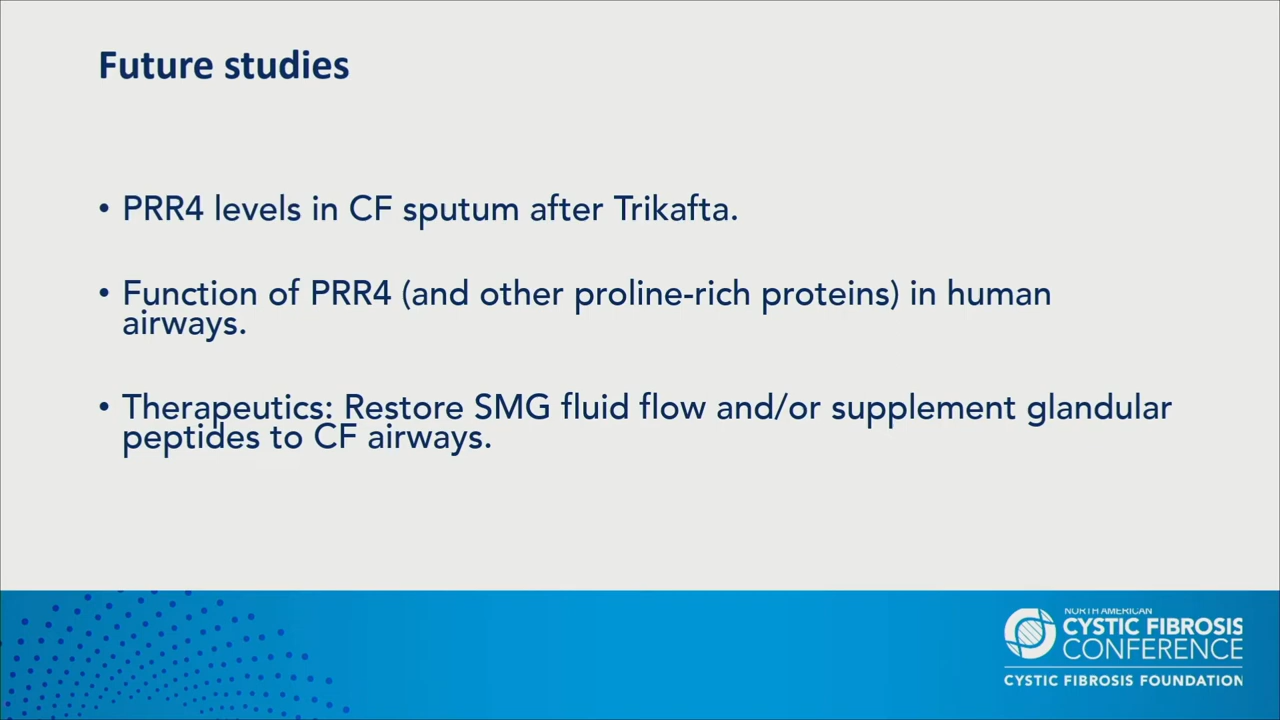 Future studies
• PRR4 levels in CF sputum after Trikafta.
• Function of PRR4 (and other proline-rich proteins) in human
airways.
• Therapeutics: Restore SMG fluid flow and/or supplement glandular
peptides to CF airways.
NORTH AMERICAN
CYSTIC FIBROSIS
CONFERENCE
CYSTIC FIBROSIS FOUNDATION